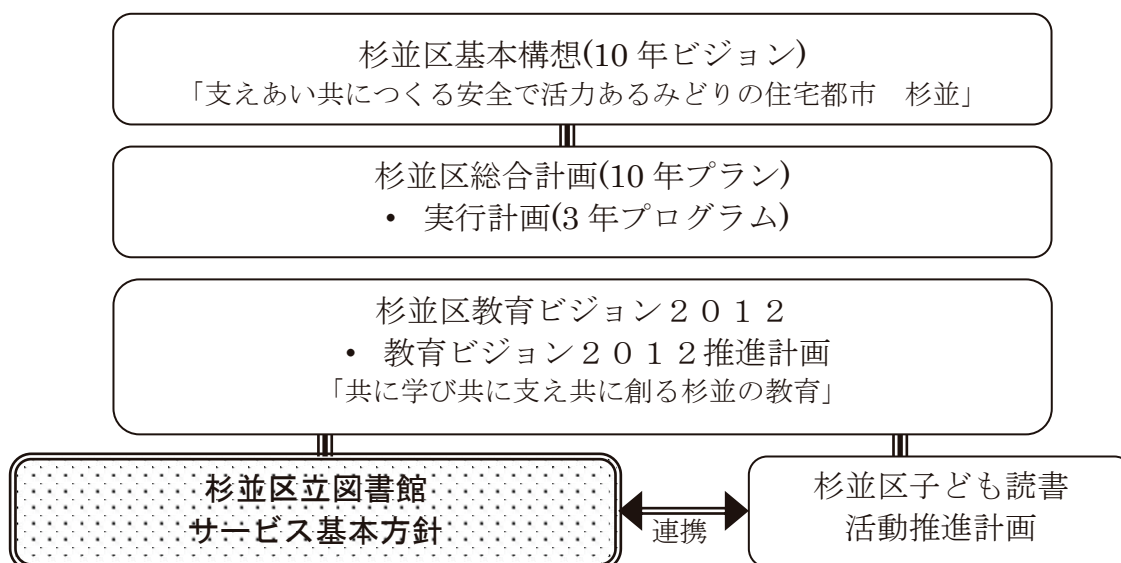 杉並区基本構想(10 年ビジョン)
「支えあい共につくる安全で活力あるみどりの住宅都市　杉並」
杉並区総合計画(10 年プラン)
• 実行計画(3 年プログラム)
杉並区教育ビジョン２０１２
• 教育ビジョン２０１２推進計画
「共に学び共に支え共に創る杉並の教育」
杉並区立図書館
サービス基本方針
連携
杉並区子ども読書
活動推進計画